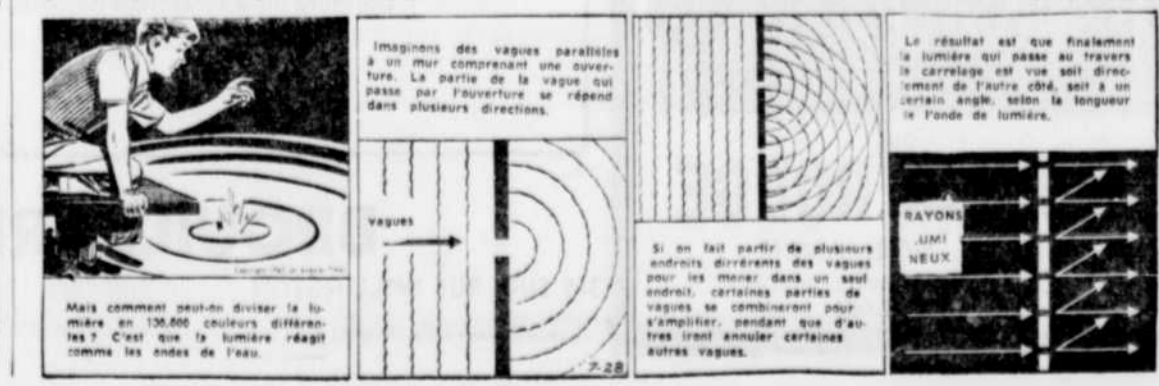 Mais comment peut-on diviser la lu-
mière en 130,000 couleurs différen-
tes? C'est que la lumière réagit
comme les ondes de l'eau.
Imaginons des vagues parallèles
à un mur comprenant une ouver-
ture. La partie de la vague qui
passe par l'ouverture se répend
dans plusieurs directions.
vagues
7-28
Si on fait partir de plusieurs
endroits dirrérents des vagues
pour les mener dans un seul
endroit, certaines parties de
vagues se combineront pour
s'amplifier, pendant que d'au-
tres iront annuler certaines
autres vagues.
Le résultat est que finalement
la lumière qui passe au travers
le carrelage est vue soit direc-
tement de l'autre côté, soit à un
certain angle, selon la longueur
de l'onde de lumière.
RAYONS
LUMI
NEUX